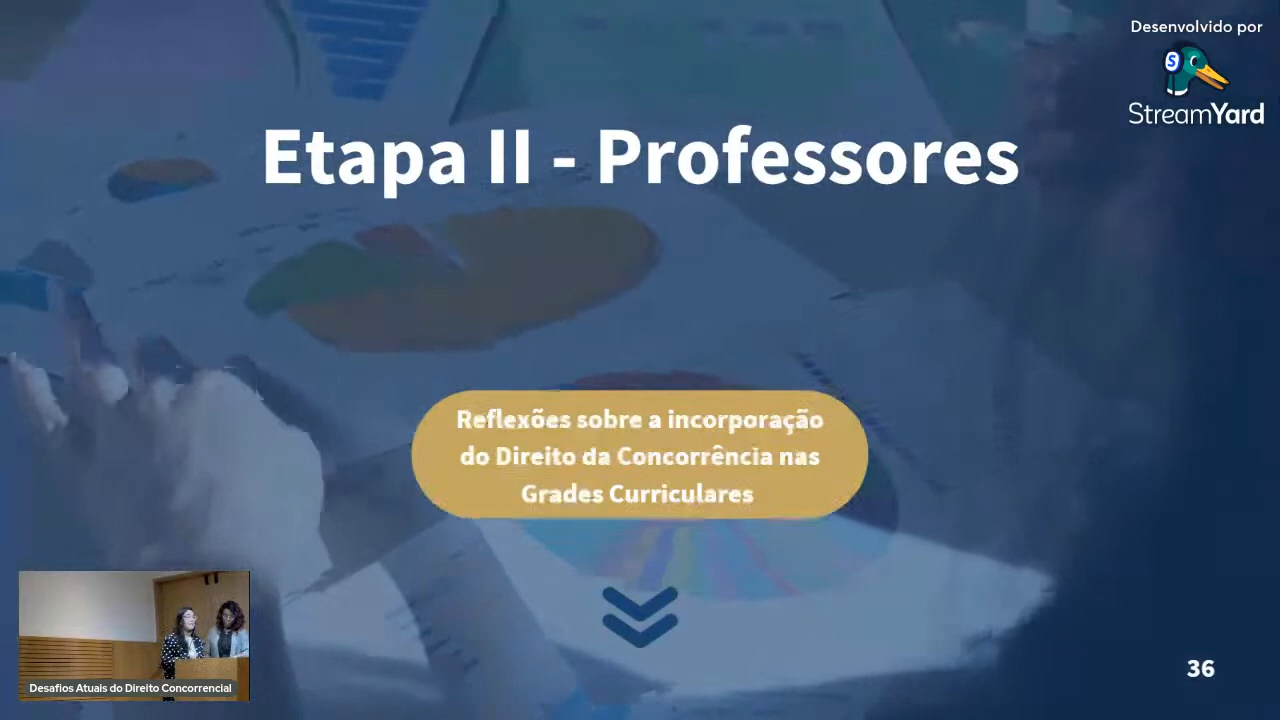 Desenvolvido por
S
StreamYard
Etapa II - Professores
Reflexões sobre a incorporação
do Direito da Concorrência nas
Grades Curriculares
Desafios Atuais do Direito Concorrencial
36